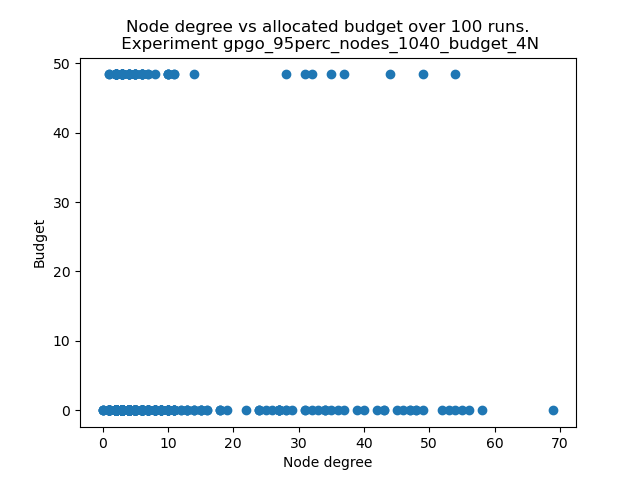 Node degree vs allocated budget over 100 runs.
Experiment gpgo_95perc_nodes_1040_budget_4N
50
40
30
20
10
0
Budget
0 10 20 30 40 50 60 70
Node degree